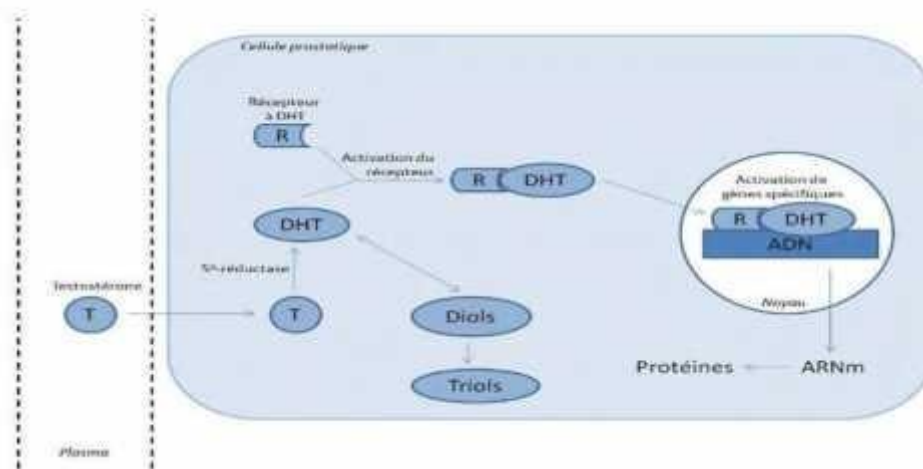 Cellule prostatique
Récepteur
à DHT
R
Activation du
récepteur
R DHT
Activation de
gènes spécifiques
R DHT
ADN
Noyau
DHT
5α-réductase
Testostérone
T
T
Diols
Triols
Protéines
ARNm
Plasma